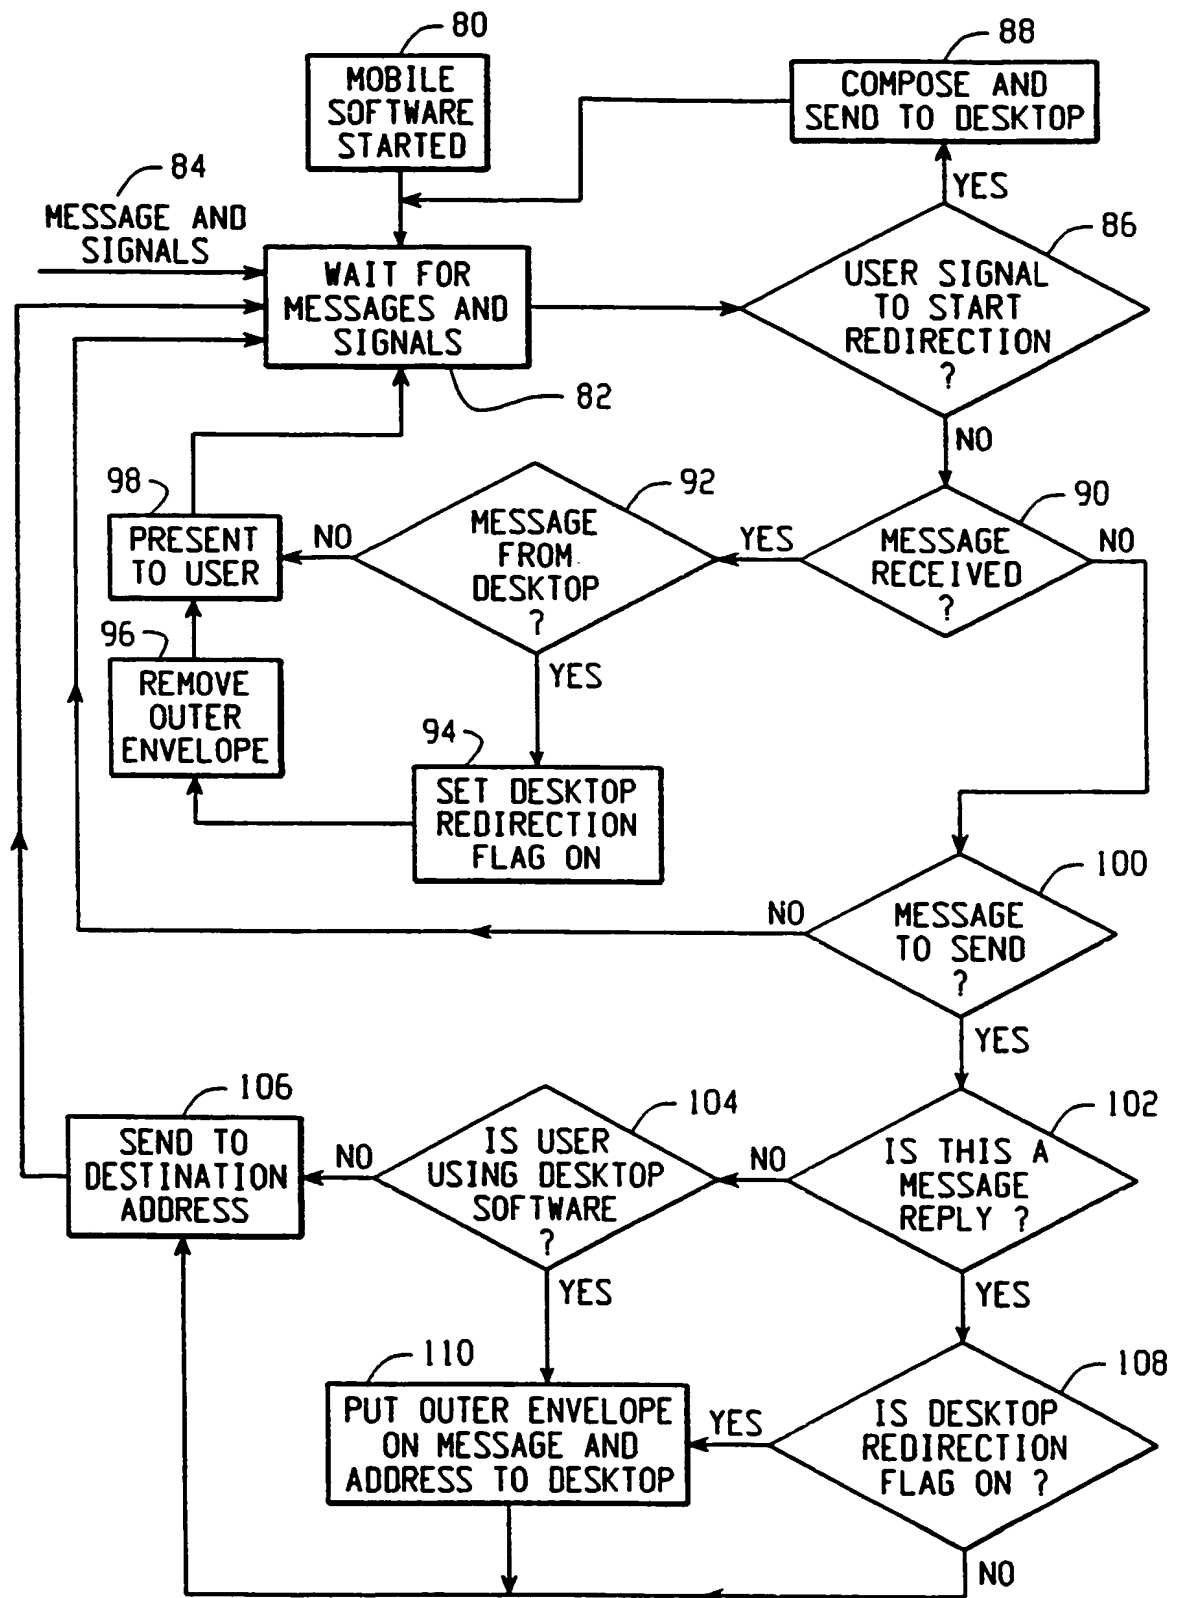 80
MOBILE
SOFTWARE
STARTED
88
COMPOSE AND
SEND TO DESKTOP
84
MESSAGE AND
SIGNALS
YES
86
WAIT FOR
MESSAGES AND
SIGNALS
USER SIGNAL
TO START
REDIRECTION
?
82
NO
98
PRESENT
TO USER
NO
92
MESSAGE
FROM
DESKTOP
?
YES
90
MESSAGE
RECEIVED
?
NO
96
REMOVE
OUTER
ENVELOPE
YES
94
SET DESKTOP
REDIRECTION
FLAG ON
100
NO
MESSAGE
TO SEND
?
YES
106
SEND TO
DESTINATION
ADDRESS
NO
104
IS USER
USING DESKTOP
SOFTWARE
?
NO
102
IS THIS A
MESSAGE
REPLY ?
YES
YES
110
PUT OUTER ENVELOPE
ON MESSAGE AND
ADDRESS TO DESKTOP
YES
108
IS DESKTOP
REDIRECTION
FLAG ON ?
NO